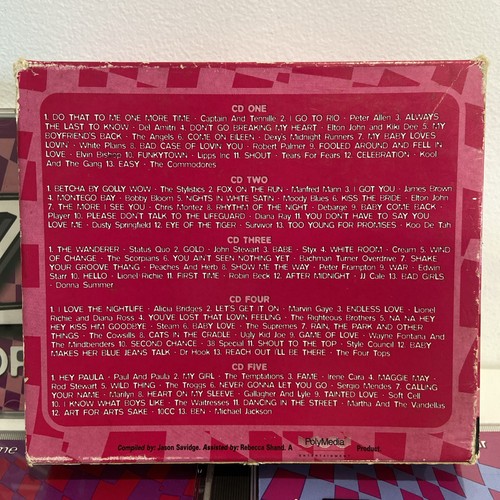 CD ONE
1. DO THAT TO ME ONE MORE TIME - Captain And Tennille 2. I GO TO RIO - Peter Allen 3. ALWAYS
THE LAST TO KNOW - Del Amitri 4. DON'T GO BREAKING MY HEART - Elton John and Kiki Dee 5. MY
BOYFRIEND'S BACK - The Angels 6. COME ON EILEEN - Dexy's Midnight Runners 7. MY BABY LOVES
LOVIN' - White Plains 8. BAD CASE OF LOVIN' YOU - Robert Palmer 9. FOOLED AROUND AND FELL IN
LOVE - Elvin Bishop 10. FUNKYTOWN - Lipps Inc 11. SHOUT - Tears For Fears 12. CELEBRATION - Kool
And The Gang 13. EASY - The Commodores
CD TWO
1. BETCHA BY GOLLY WOW - The Stylistics 2. FOX ON THE RUN - Manfred Mann 3. I GOT YOU - James Brown
4. MONTEGO BAY - Bobby Bloom 5. NIGHTS IN WHITE SATIN - Moody Blues 6. KISS THE BRIDE - Elton John
7. THE MORE I SEE YOU - Chris Montez 8. RHYTHM OF THE NIGHT - Debarge 9. BABY COME BACK -
Player 10. PLEASE DON'T TALK TO THE LIFEGUARD - Diana Ray 11. YOU DON'T HAVE TO SAY YOU
LOVE ME - Dusty Springfield 12. EYE OF THE TIGER - Survivor 13. TOO YOUNG FOR PROMISES - Koo De Tah
CD THREE
1. THE WANDERER - Status Quo 2. GOLD - John Stewart 3. BABE - Styx 4. WHITE ROOM - Cream 5. WIND
OF CHANGE - The Scorpians 6. YOU AIN'T SEEN NOTHING YET - Bachman Turner Overdrive 7. SHAKE
YOUR GROOVE THANG - Peaches And Herb 8. SHOW ME THE WAY - Peter Frampton 9. WAR - Edwin
Starr 10. HELLO - Lionel Richie 11. FIRST TIME - Robin Beck 12. AFTER MIDNIGHT - JJ Cale 13. BAD GIRLS
- Donna Summer
CD FOUR
1. I LOVE THE NIGHTLIFE - Alicia Bridges 2. LET'S GET IT ON - Marvin Gaye 3. ENDLESS LOVE - Lionel
Richie and Diana Ross 4. YOU'VE LOST THAT LOVIN' FEELING - The Righteous Brothers 5. NA NA HEY
HEY KISS HIM GOODBYE - Steam 6. BABY LOVE - The Supremes 7. RAIN, THE PARK AND OTHER
THINGS - The Cowsills 8. CATS IN THE CRADLE - Ugly Kid Joe 9. GAME OF LOVE - Wayne Fontana And
The Mindbenders 10. SECOND CHANCE - 38 Special 11. SHOUT TO THE TOP - Style Council 12. BABY
MAKES HER BLUE JEANS TALK - Dr Hook 13. REACH OUT I'LL BE THERE - The Four Tops
CD FIVE
1. HEY PAULA - Paul And Paula 2. MY GIRL - The Temptations 3. FAME - Irene Cara 4. MAGGIE MAY -
Rod Stewart 5. WILD THING - The Troggs 6. NEVER GONNA LET YOU GO - Sergio Mendes 7. CALLING
YOUR NAME - Marilyn 8. HEART ON MY SLEEVE - Gallagher And Lyle 9. TAINTED LOVE - Soft Cell
10. I KNOW WHAT BOYS LIKE - The Waitresses 11. DANCING IN THE STREET - Martha And The Vandellas
12. ART FOR ARTS SAKE - 10CC 13. BEN - Michael Jackson
Compiled by: Jason Savidge. Assisted by: Rebecca Shand. A PolyMedia Product.
ENTERTAINMENT